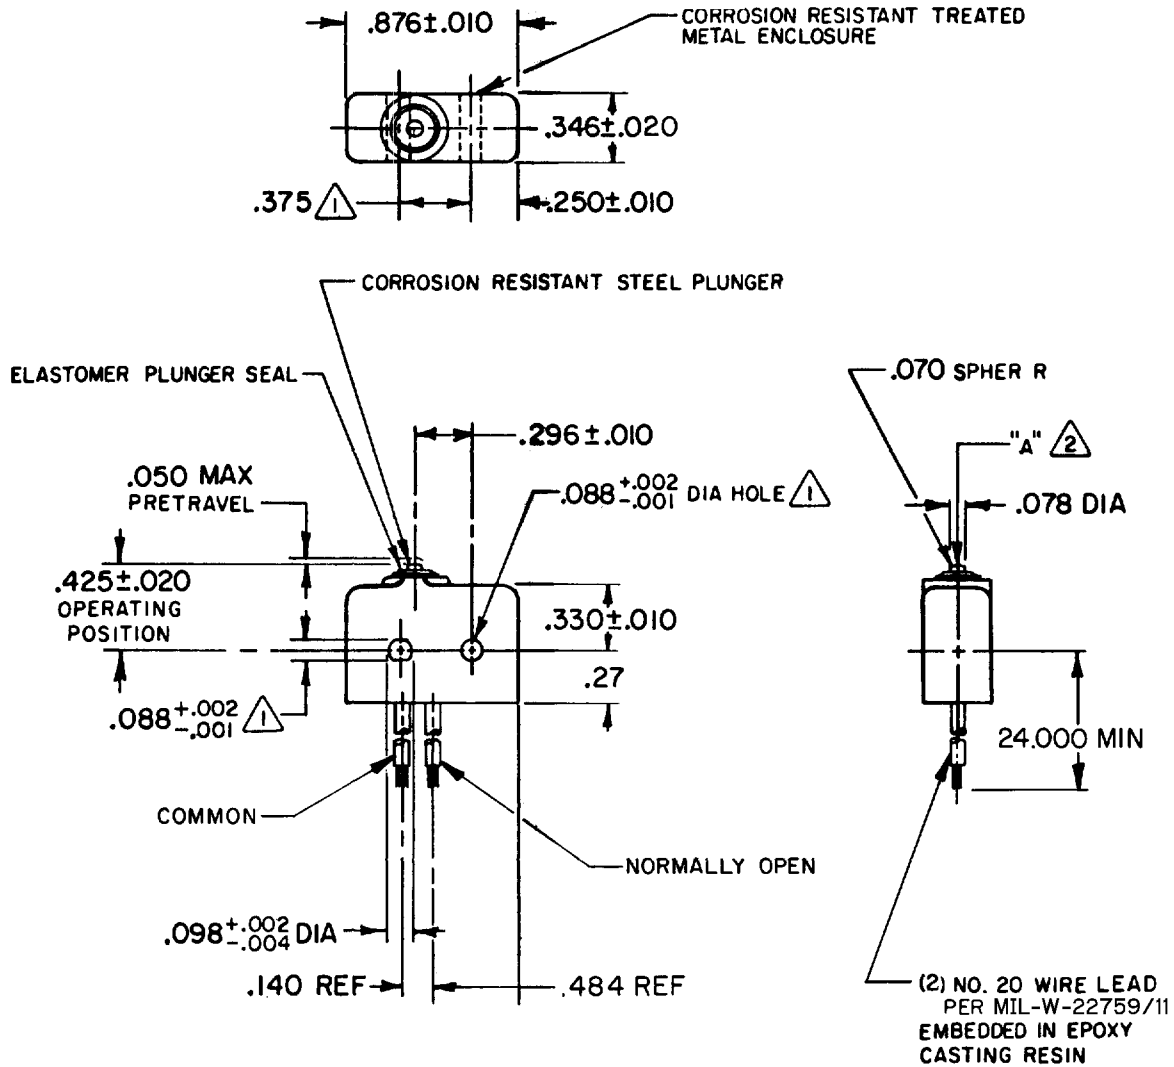 .876±.010
CORROSION RESISTANT TREATED
METAL ENCLOSURE
.346±.020
.375 1
.250±.010
CORROSION RESISTANT STEEL PLUNGER
ELASTOMER PLUNGER SEAL
.070 SPHER R
.296±.010
"A" 2
.050 MAX
PRETRAVEL
.088 +.002 -.001 DIA HOLE 1
.078 DIA
.425±.020
OPERATING
POSITION
.330±.010
.27
.088 +.002 -.001 1
24.000 MIN
COMMON
NORMALLY OPEN
.098 +.002 -.004 DIA
.140 REF
.484 REF
(2) NO. 20 WIRE LEAD
PER MIL-W-22759/11
EMBEDDED IN EPOXY
CASTING RESIN